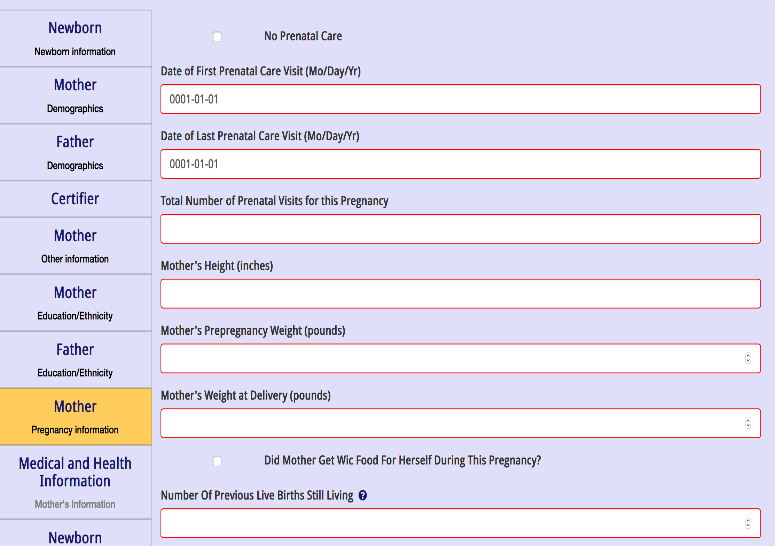 Newborn
Newborn information
Mother
Demographics
Father
Demographics
Certifier
Mother
Other information
Mother
Education/Ethnicity
Father
Education/Ethnicity
Mother
Pregnancy information
Medical and Health
Information
Mother's Information
Newborn
No Prenatal Care
Date of First Prenatal Care Visit (Mo/Day/Yr)
0001-01-01
Date of Last Prenatal Care Visit (Mo/Day/Yr)
0001-01-01
Total Number of Prenatal Visits for this Pregnancy
Mother's Height (inches)
Mother's Prepregnancy Weight (pounds)
Mother's Weight at Delivery (pounds)
Did Mother Get Wic Food For Herself During This Pregnancy?
Number Of Previous Live Births Still Living ?